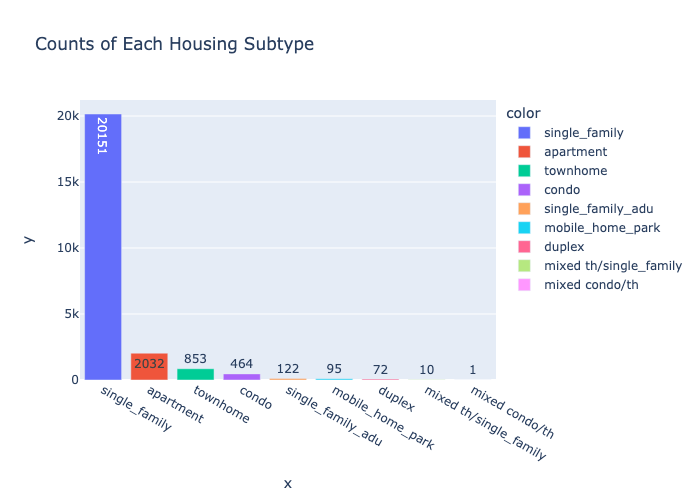 Counts of Each Housing Subtype
color
single_family
apartment
townhome
condo
single_family_adu
mobile_home_park
duplex
mixed th/single_family
mixed condo/th
y
20k
15k
10k
5k
0
20151
2032
853
464
122
95
72
10
1
single_family
apartment
townhome
condo
single_family_adu
mobile_home_park
duplex
mixed th/single_family
mixed condo/th
x